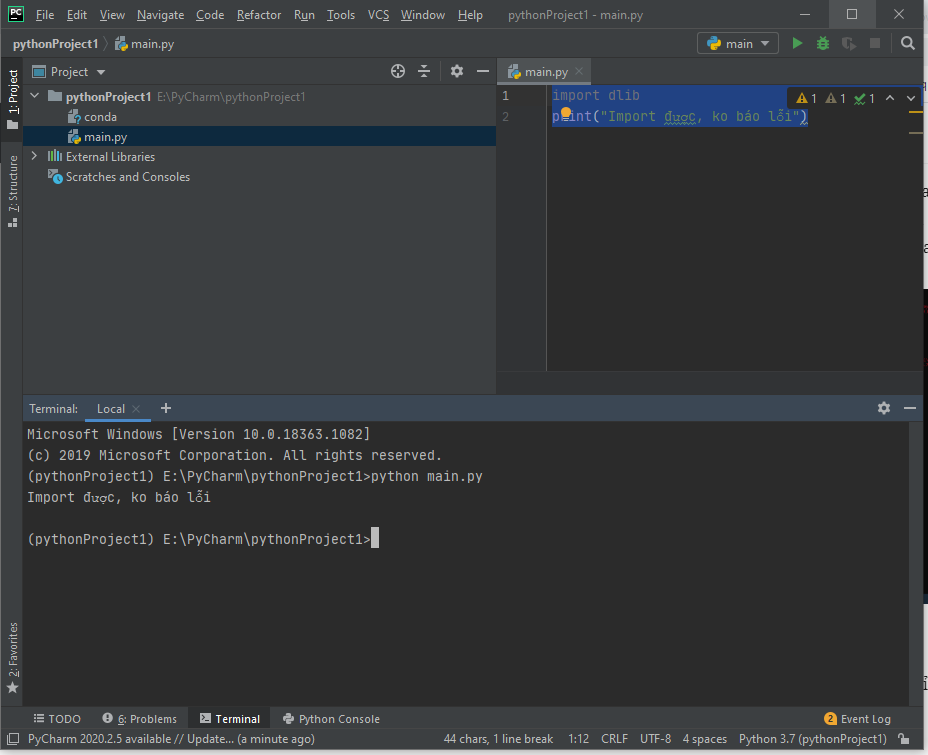 PC File Edit View Navigate Code Refactor Run Tools VCS Window Help pythonProject1 - main.py
pythonProject1 main.py main
1: Project
Project
main.py
pythonProject1 E:\PyCharm\pythonProject1
conda
main.py
External Libraries
Scratches and Consoles
7: Structure
1 import dlib
1 1 1
2 print("Import được, ko báo lỗi")
Terminal: Local
Microsoft Windows [Version 10.0.18363.1082]
(c) 2019 Microsoft Corporation. All rights reserved.
(pythonProject1) E:\PyCharm\pythonProject1>python main.py
Import được, ko báo lỗi
(pythonProject1) E:\PyCharm\pythonProject1>
2: Favorites
TODO 6: Problems Terminal Python Console 2 Event Log
PyCharm 2020.2.5 available // Update... (a minute ago) 44 chars, 1 line break 1:12 CRLF UTF-8 4 spaces Python 3.7 (pythonProject1)